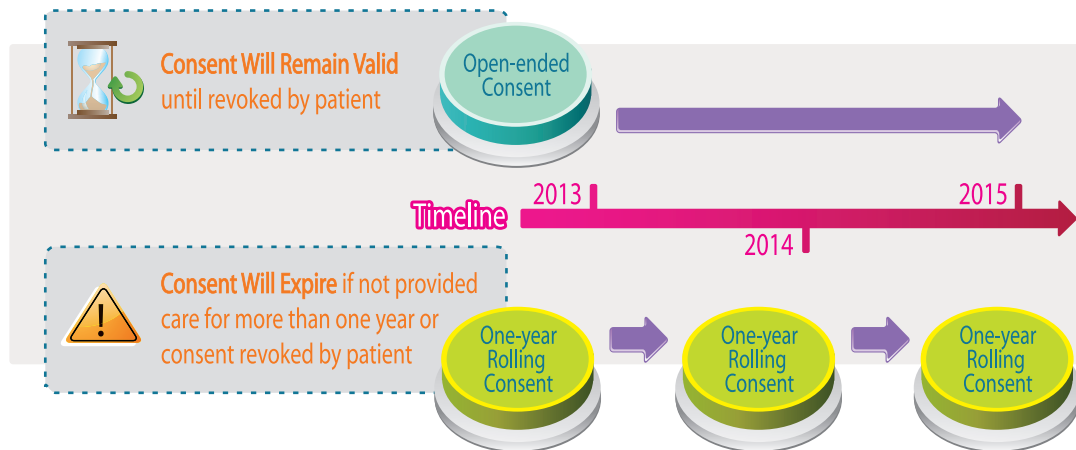 Consent Will Remain Valid
until revoked by patient
Open-ended
Consent
Timeline
2013
2014
2015
Consent Will Expire if not provided
care for more than one year or
consent revoked by patient
One-year
Rolling
Consent
One-year
Rolling
Consent
One-year
Rolling
Consent